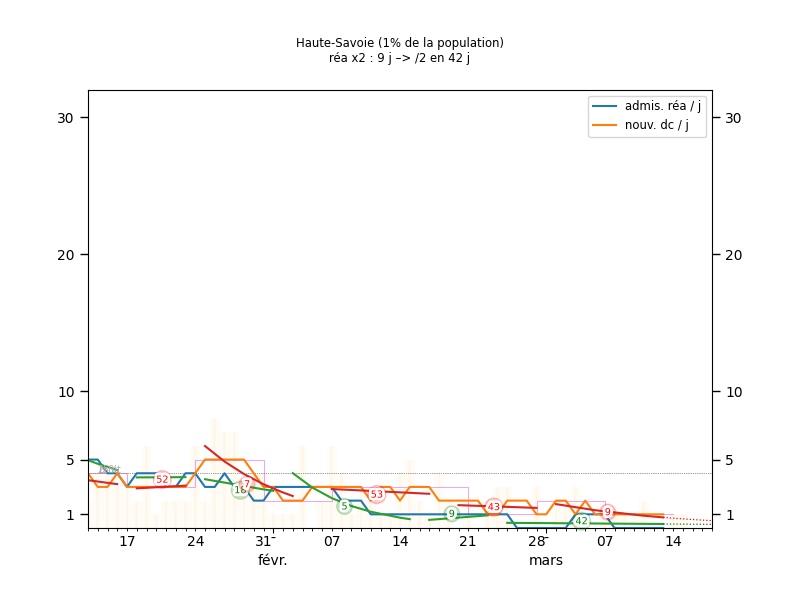 Haute-Savoie (1% de la population)
réa x2 : 9 j –> /2 en 42 j
admis. réa / j
nouv. dc / j
30 30
20 20
10 10
5 5
1 1
52
7
5
53
9
43
42
9
17 24 31 07 14 21 28 07 14
févr. mars